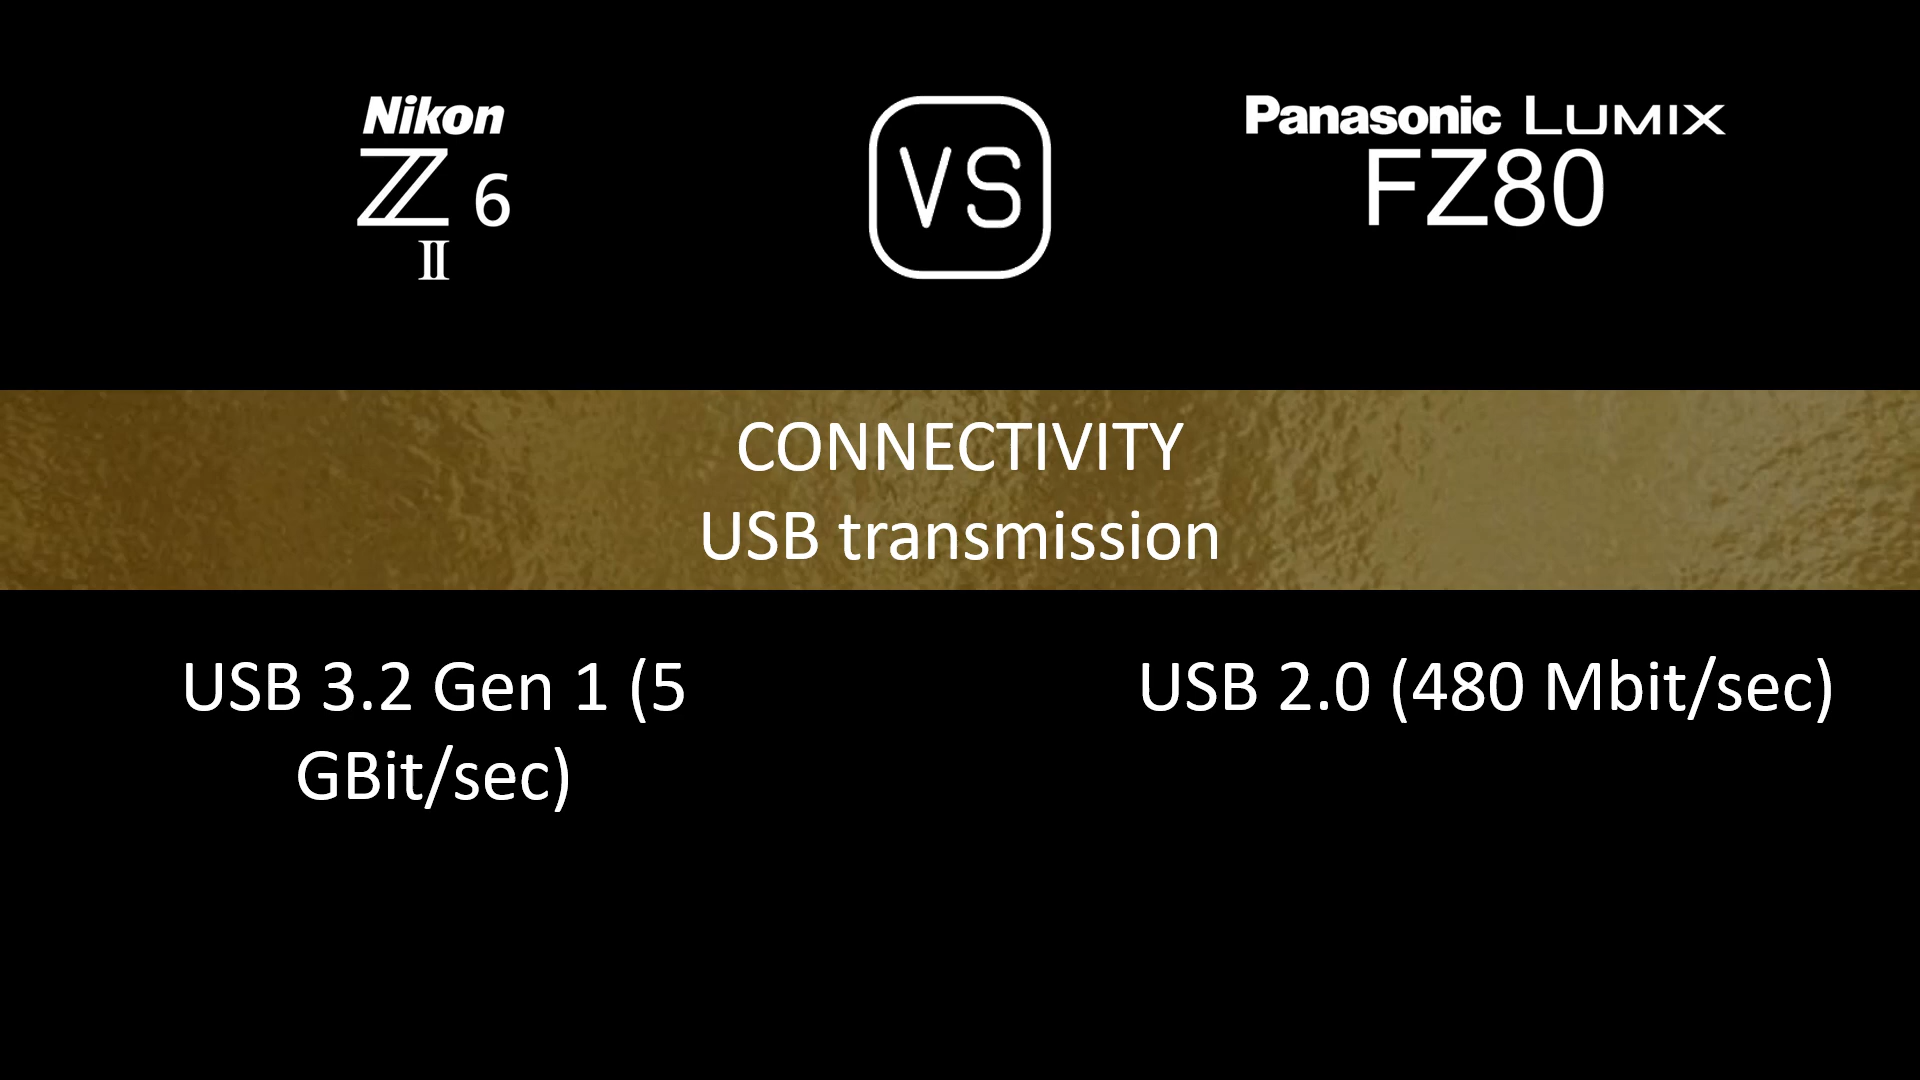 Nikon
Z 6
II
VS
Panasonic LUMIX
FZ80
CONNECTIVITY
USB transmission
USB 3.2 Gen 1 (5
GBit/sec)
USB 2.0 (480 Mbit/sec)